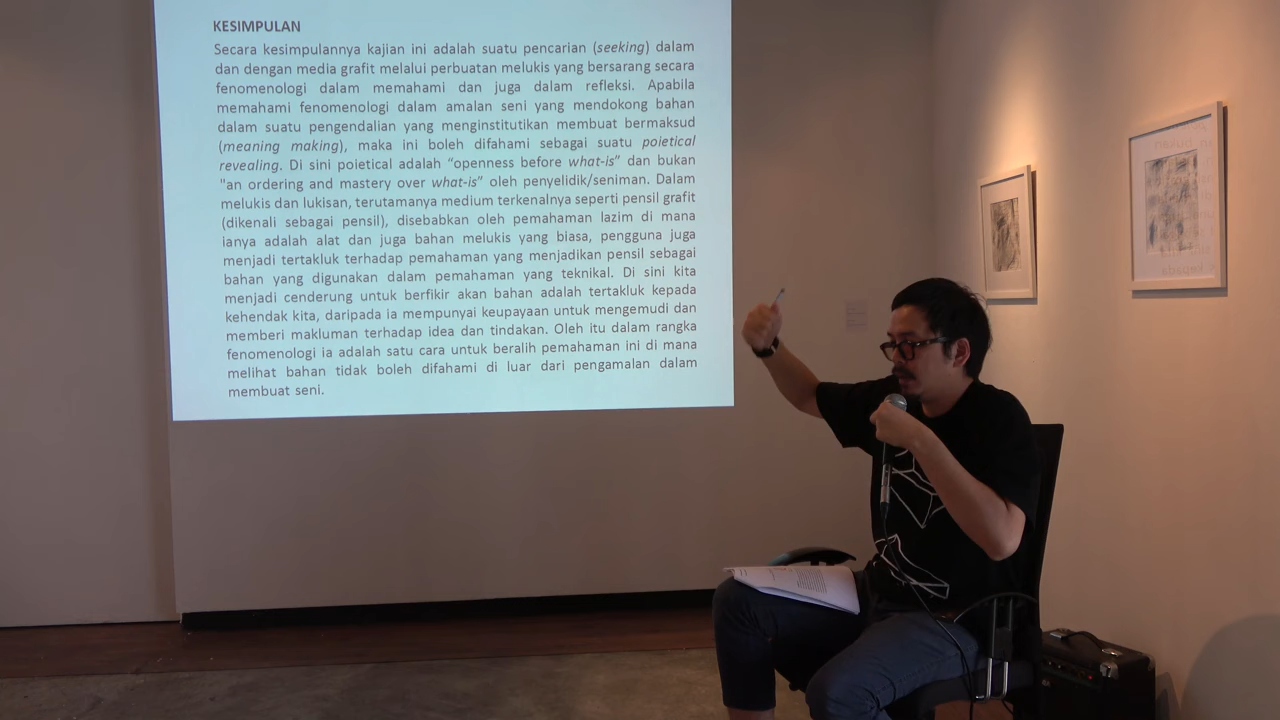 KESIMPULAN
Secara kesimpulannya kajian ini adalah suatu pencarian (seeking) dalam
dan dengan media grafit melalui perbuatan melukis yang bersarang secara
fenomenologi dalam memahami dan juga dalam refleksi. Apabila
memahami fenomenologi dalam amalan seni yang mendokong bahan
dalam suatu pengendalian yang menginstitutikan membuat bermaksud
(meaning making), maka ini boleh difahami sebagai suatu poietical
revealing. Di sini poietical adalah “openness before what-is” dan bukan
"an ordering and mastery over what-is” oleh penyelidik/seniman. Dalam
melukis dan lukisan, terutamanya medium terkenalnya seperti pensil grafit
(dikenali sebagai pensil), disebabkan oleh pemahaman lazim di mana
ianya adalah alat dan juga bahan melukis yang biasa, pengguna juga
menjadi tertakluk terhadap pemahaman yang menjadikan pensil sebagai
bahan yang digunakan dalam pemahaman yang teknikal. Di sini kita
menjadi cenderung untuk berfikir akan bahan adalah tertakluk kepada
kehendak kita, daripada ia mempunyai keupayaan untuk mengemudi dan
memberi makluman terhadap idea dan tindakan. Oleh itu dalam rangka
fenomenologi ia adalah satu cara untuk beralih pemahaman ini di mana
melihat bahan tidak boleh difahami di luar dari pengamalan dalam
membuat seni.